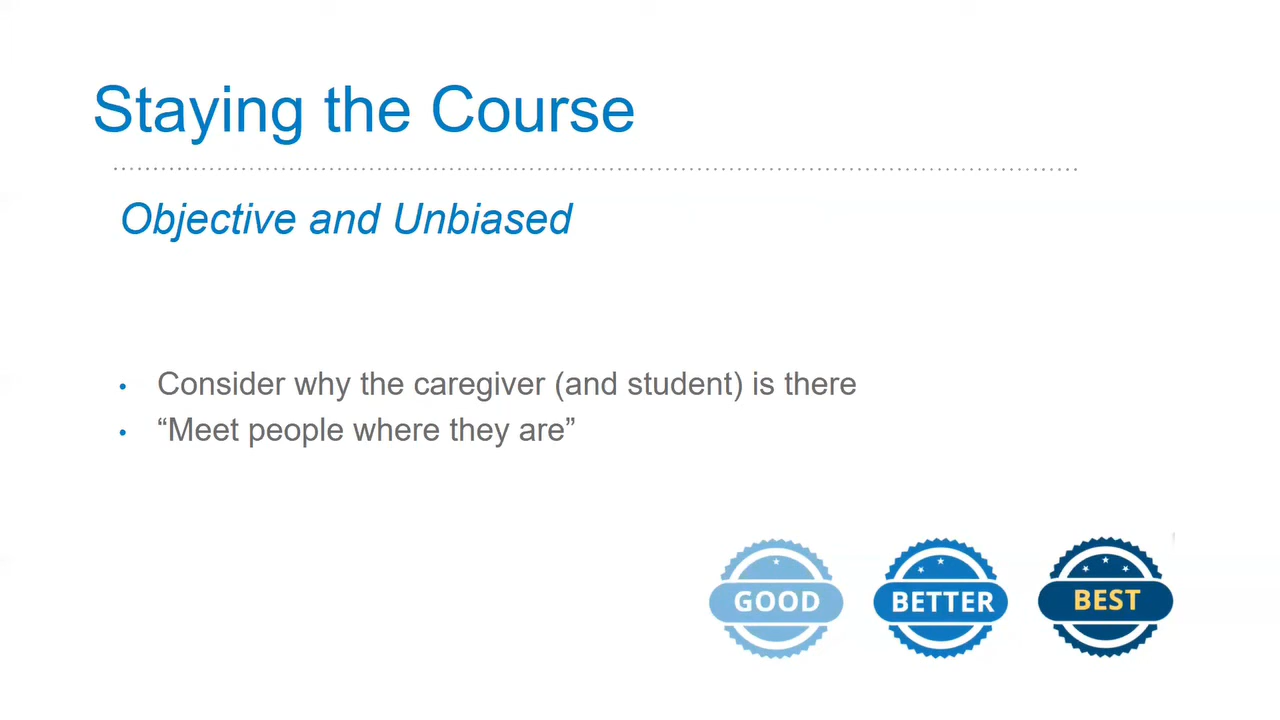 Staying the Course
Objective and Unbiased
• Consider why the caregiver (and student) is there
• “Meet people where they are”
GOOD
BETTER
BEST